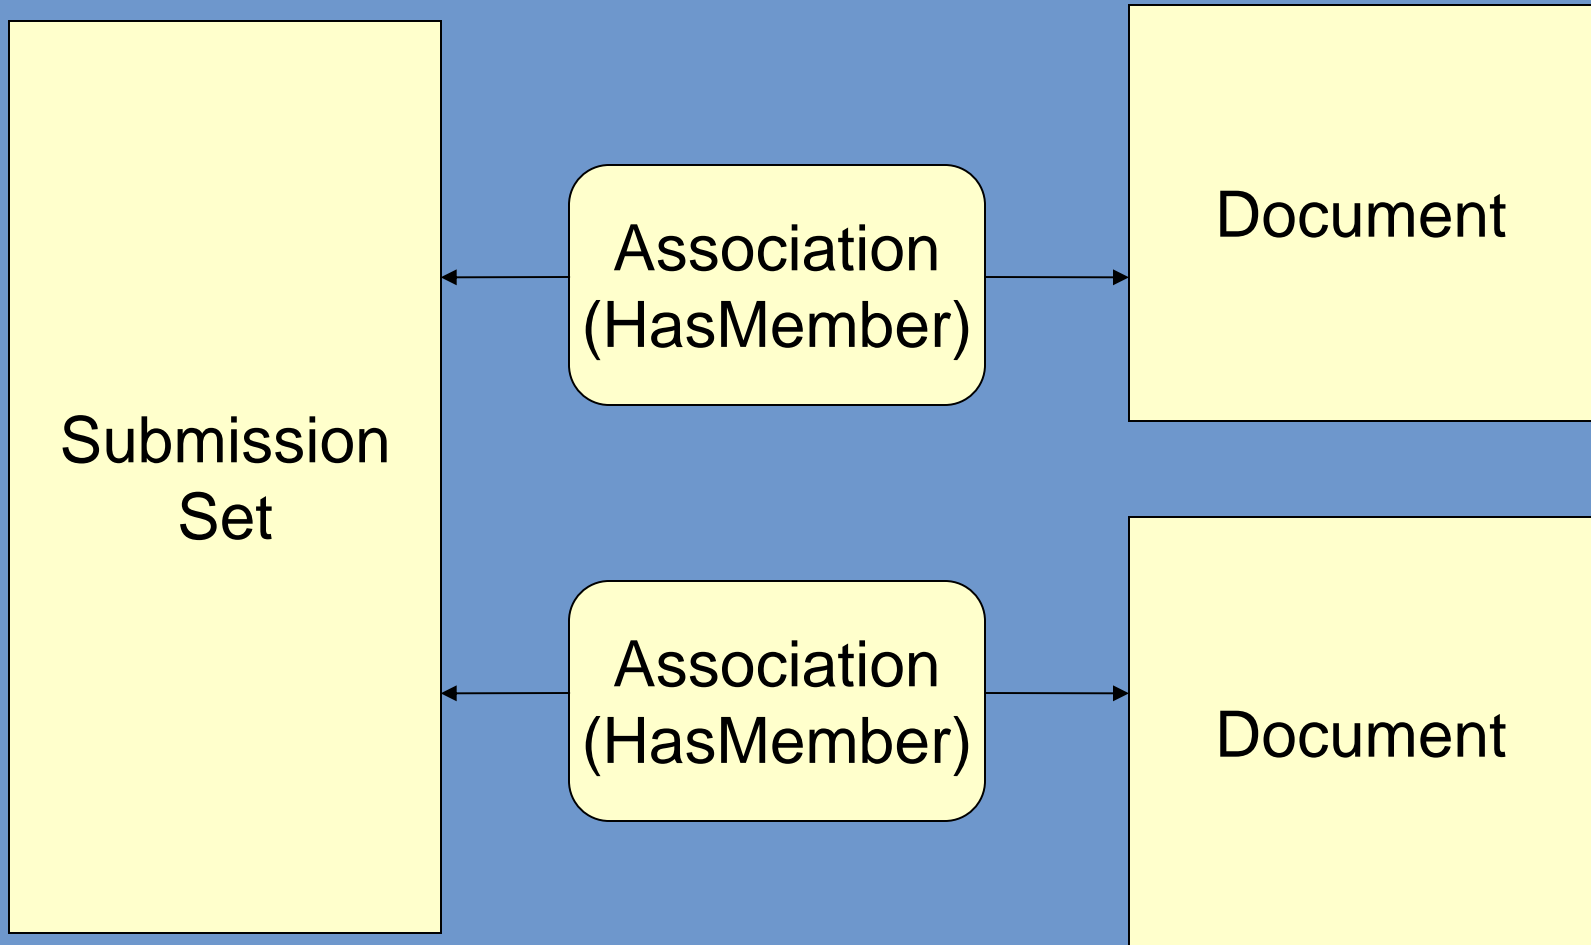 Submission
Set
Association
(HasMember)
Document
Association
(HasMember)
Document